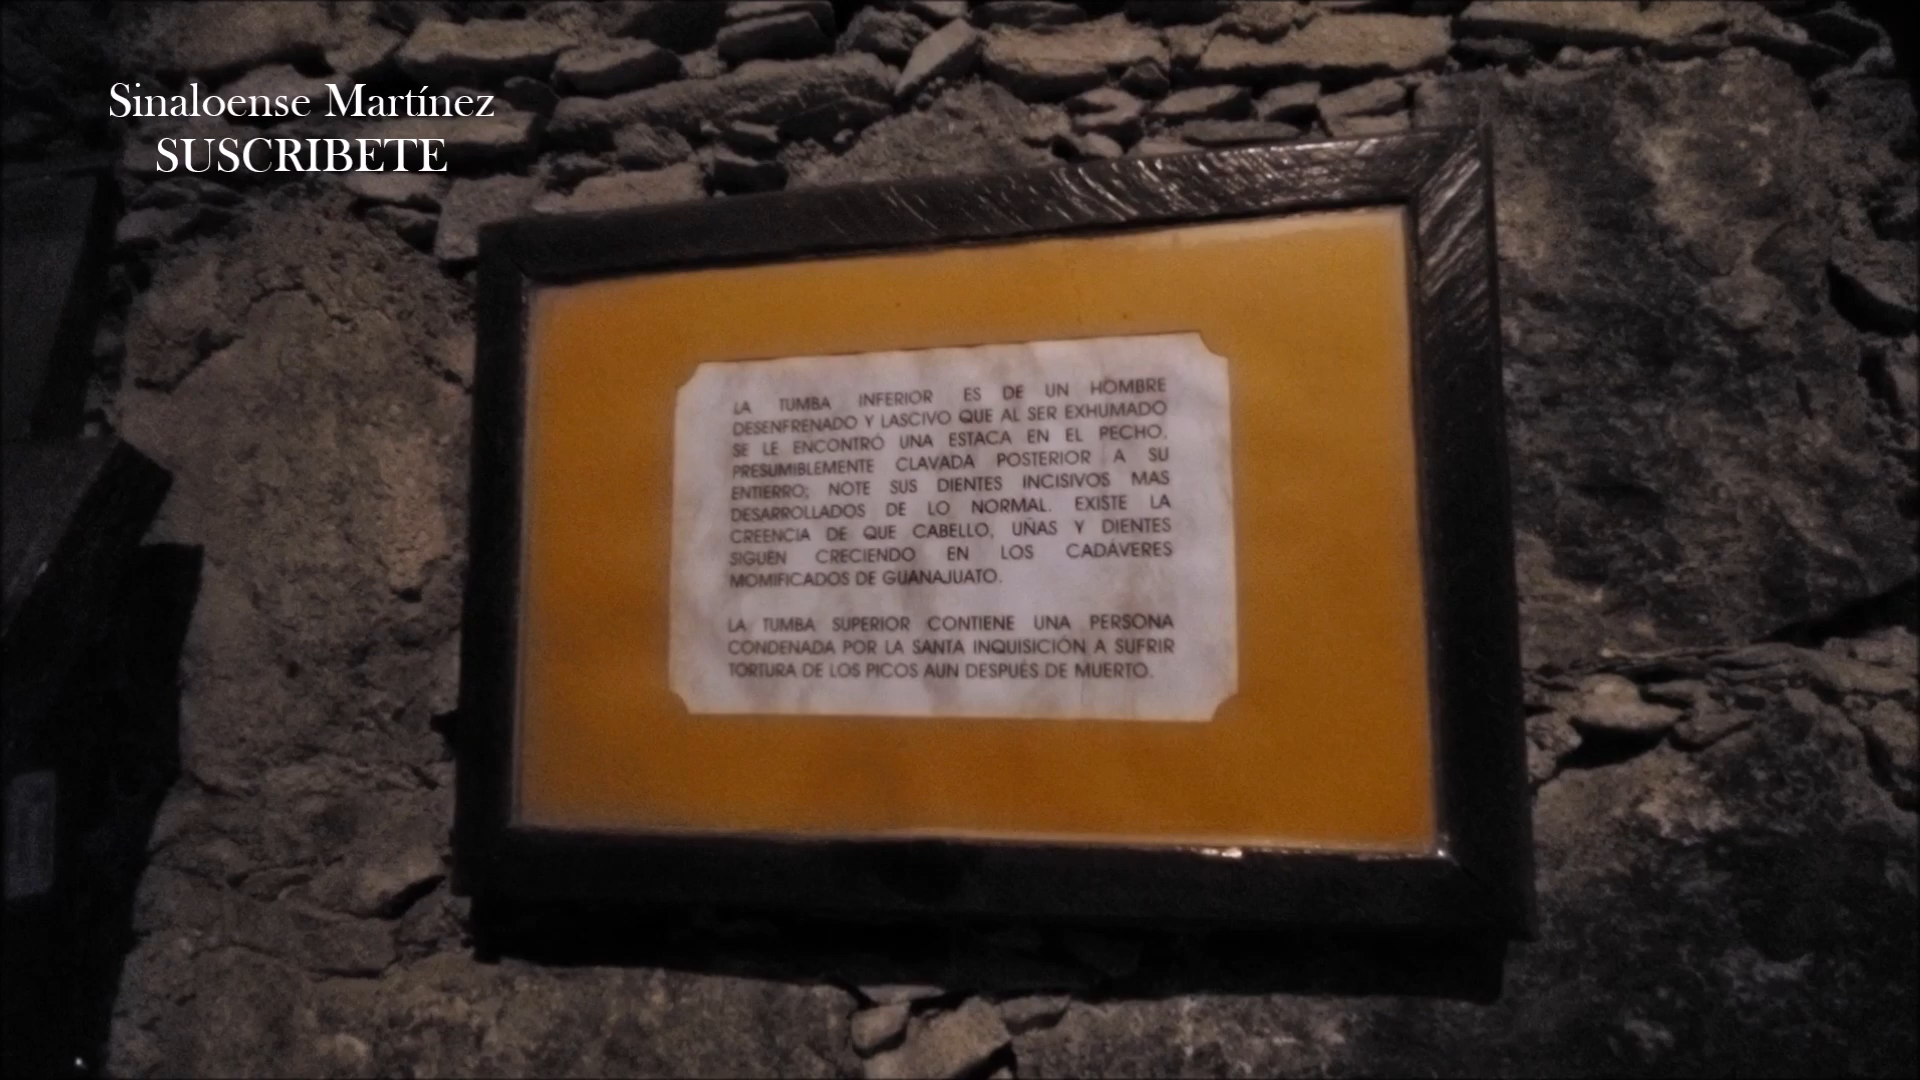 Sinaloense Martínez
SUSCRIBETE
LA TUMBA INFERIOR ES DE UN HOMBRE
DESENFRENADO Y LASCIVO QUE AL SER EXHUMADO
SE LE ENCONTRÓ UNA ESTACA EN EL PECHO,
PRESUMIBLEMENTE CLAVADA POSTERIOR A SU
ENTIERRO; NOTE SUS DIENTES INCISIVOS MAS
DESARROLLADOS DE LO NORMAL. EXISTE LA
CREENCIA DE QUE CABELLO, UÑAS Y DIENTES
SIGUEN CRECIENDO EN LOS CADÁVERES
MOMIFICADOS DE GUANAJUATO.
LA TUMBA SUPERIOR CONTIENE UNA PERSONA
CONDENADA POR LA SANTA INQUISICIÓN A SUFRIR
TORTURA DE LOS PICOS AUN DESPUÉS DE MUERTO.